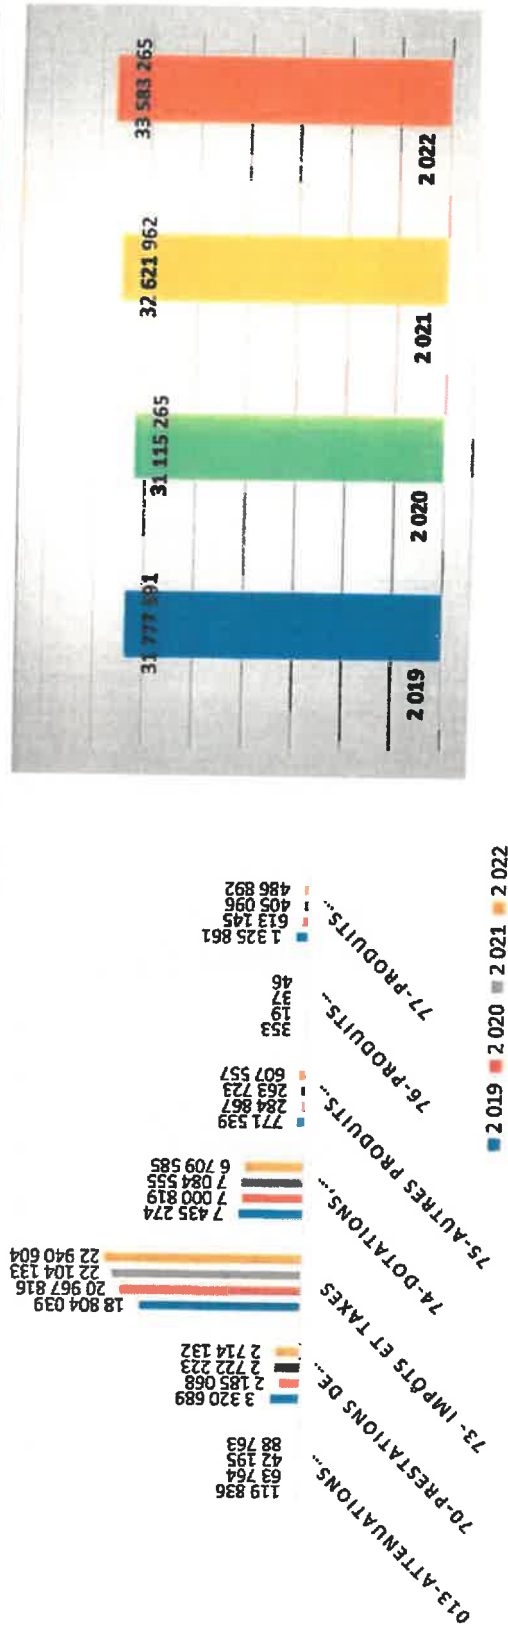 119 836
63 764
42 195
88 763
3 320 689
2 185 068
2 722 223
2 714 132
18 804 039
20 967 816
22 104 133
22 940 604
7 435 274
7 000 819
7 084 555
6 709 585
771 539
284 867
263 723
607 557
353
19
37
46
1 325 861
613 145
405 096
486 892
013-ATTENUATIONS...
70-PRESTATIONS DE...
73- IMPÔTS ET TAXES
74-DOTATIONS,...
75-AUTRES PRODUITS...
76-PRODUITS...
77-PRODUITS...
2 019 2 020 2 021 2 022
31 777 591
31 115 265
32 621 962
33 583 265
2 019
2 020
2 021
2 022